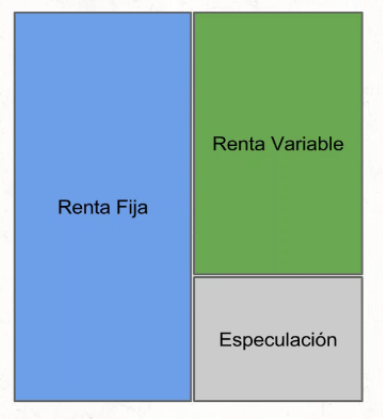 Renta Fija
Renta Variable
Especulación